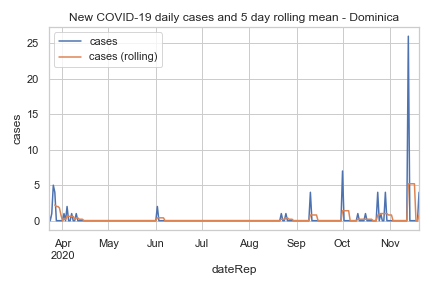 New COVID-19 daily cases and 5 day rolling mean - Dominica
cases
cases (rolling)
25
20
15
10
5
0
cases
Apr May Jun Jul Aug Sep Oct Nov
2020
dateRep